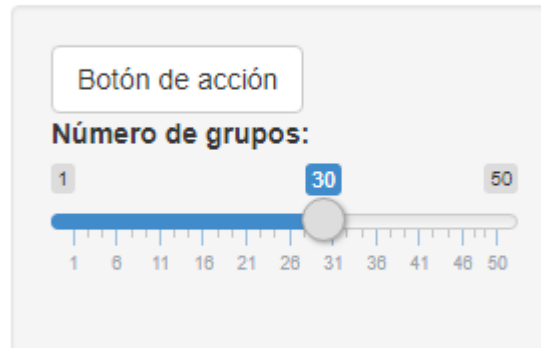 Botón de acción
Número de grupos:
1 30 50
1 6 11 16 21 26 31 36 41 46 50